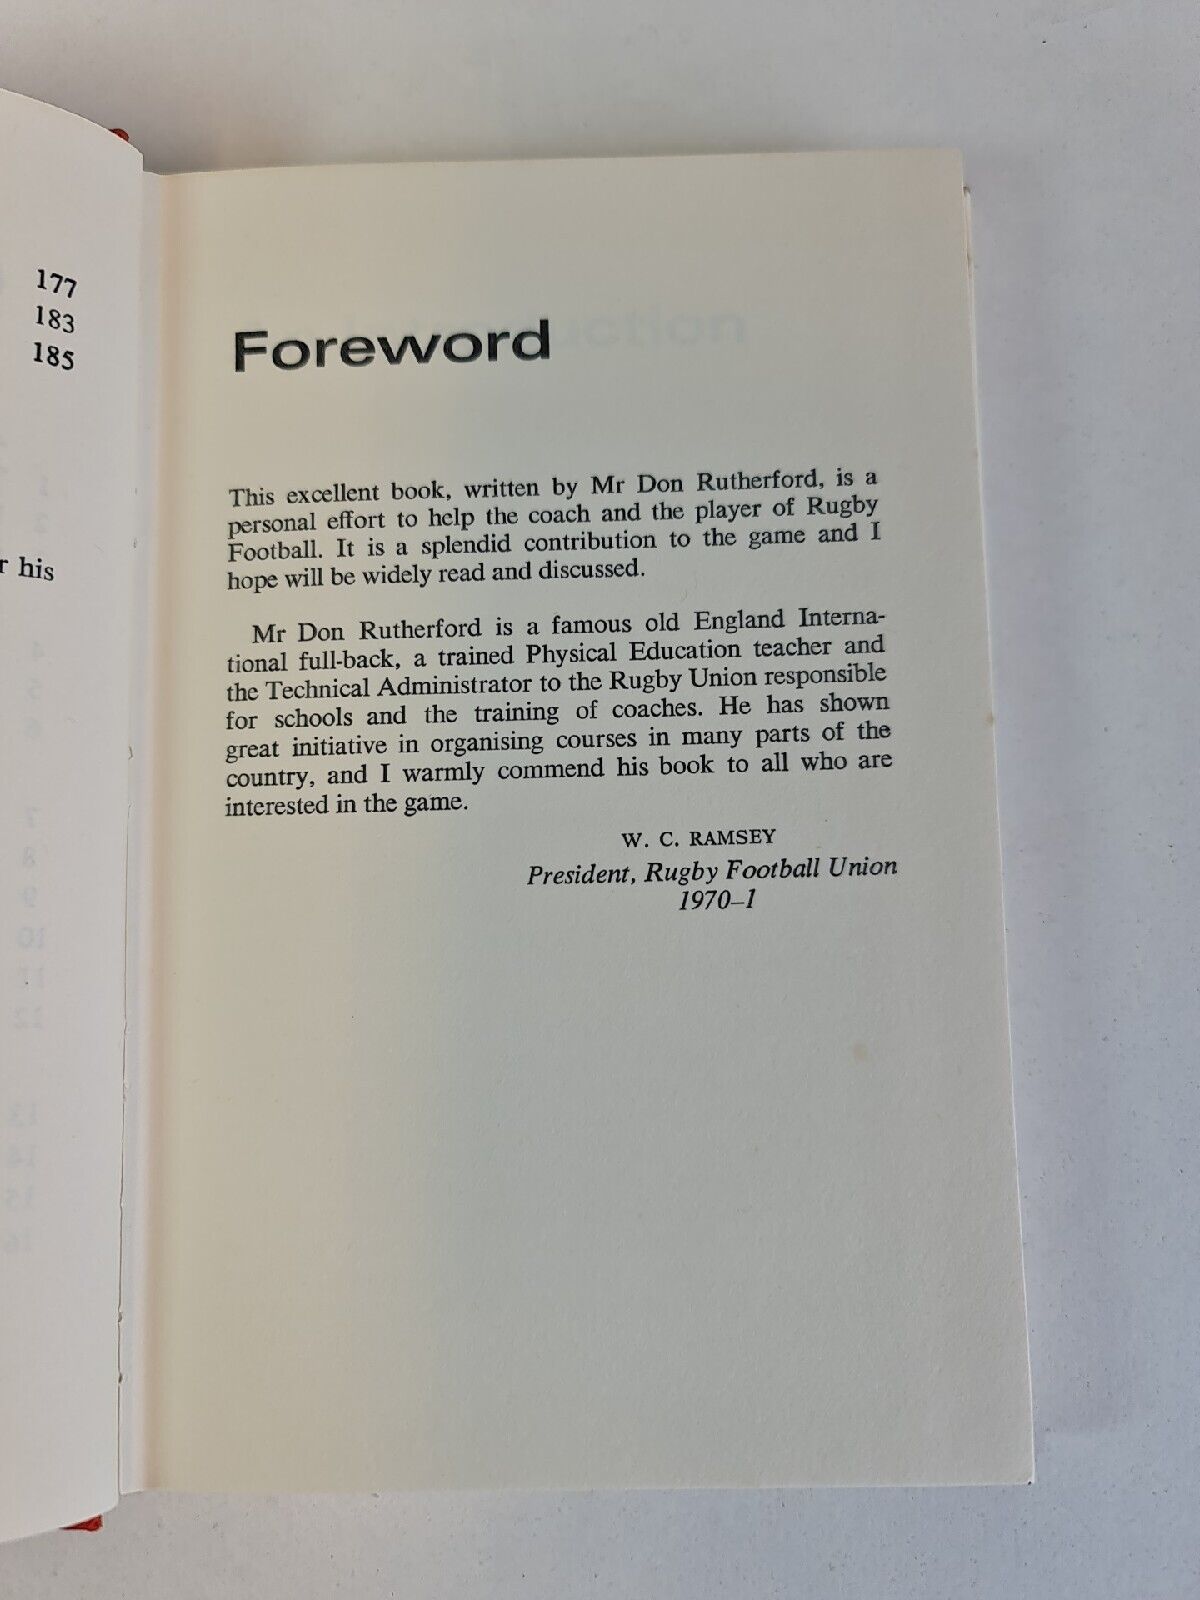 177
183
185
r his
Foreword
This excellent book, written by Mr Don Rutherford, is a
personal effort to help the coach and the player of Rugby
Football. It is a splendid contribution to the game and I
hope will be widely read and discussed.
Mr Don Rutherford is a famous old England Interna-
tional full-back, a trained Physical Education teacher and
the Technical Administrator to the Rugby Union responsible
for schools and the training of coaches. He has shown
great initiative in organising courses in many parts of the
country, and I warmly commend his book to all who are
interested in the game.
W. C. RAMSEY
President, Rugby Football Union
1970–1